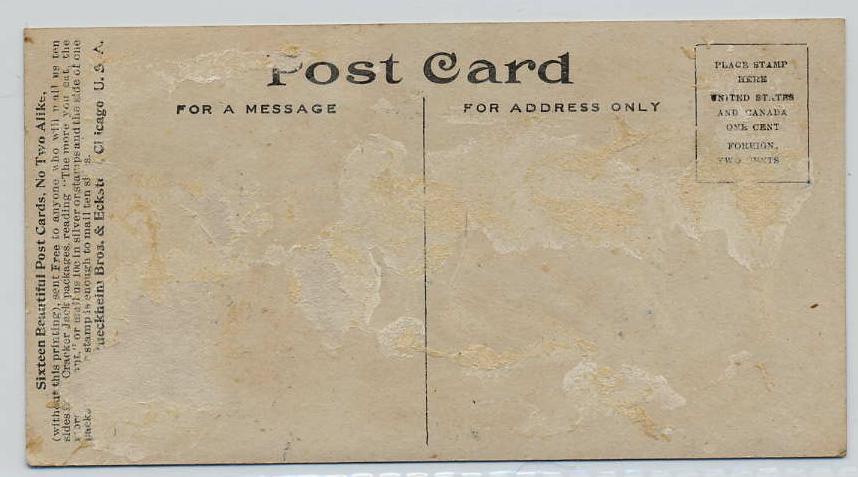 Post Card
FOR A MESSAGE
FOR ADDRESS ONLY
PLACE STAMP
HERE
UNITED STATES
AND CANADA
ONE CENT
FOREIGN,
TWO CENTS
Sixteen Beautiful Post Cards, No Two Alike,
(without this printing), sent Free to anyone who will mail us ten
sides Cracker Jack packages, reading "The more you eat, the
" or mail us 10c in silver or stamps and the side of one
stamp is enough to mail ten sides.
Rueckheim Bros. & Eckstein, Chicago U. S. A.